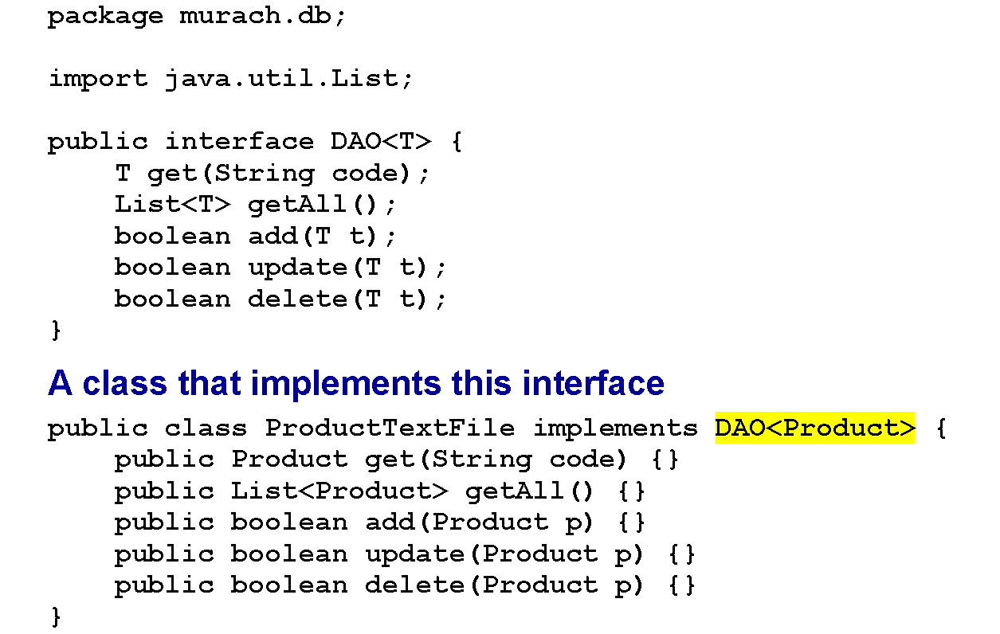 package murach.db;
import java.util.List;
public interface DAO<T> {
    T get(String code);
    List<T> getAll();
    boolean add(T t);
    boolean update(T t);
    boolean delete(T t);
}
A class that implements this interface
public class ProductTextFile implements DAO<Product> {
    public Product get(String code) {}
    public List<Product> getAll() {}
    public boolean add(Product p) {}
    public boolean update(Product p) {}
    public boolean delete(Product p) {}
}